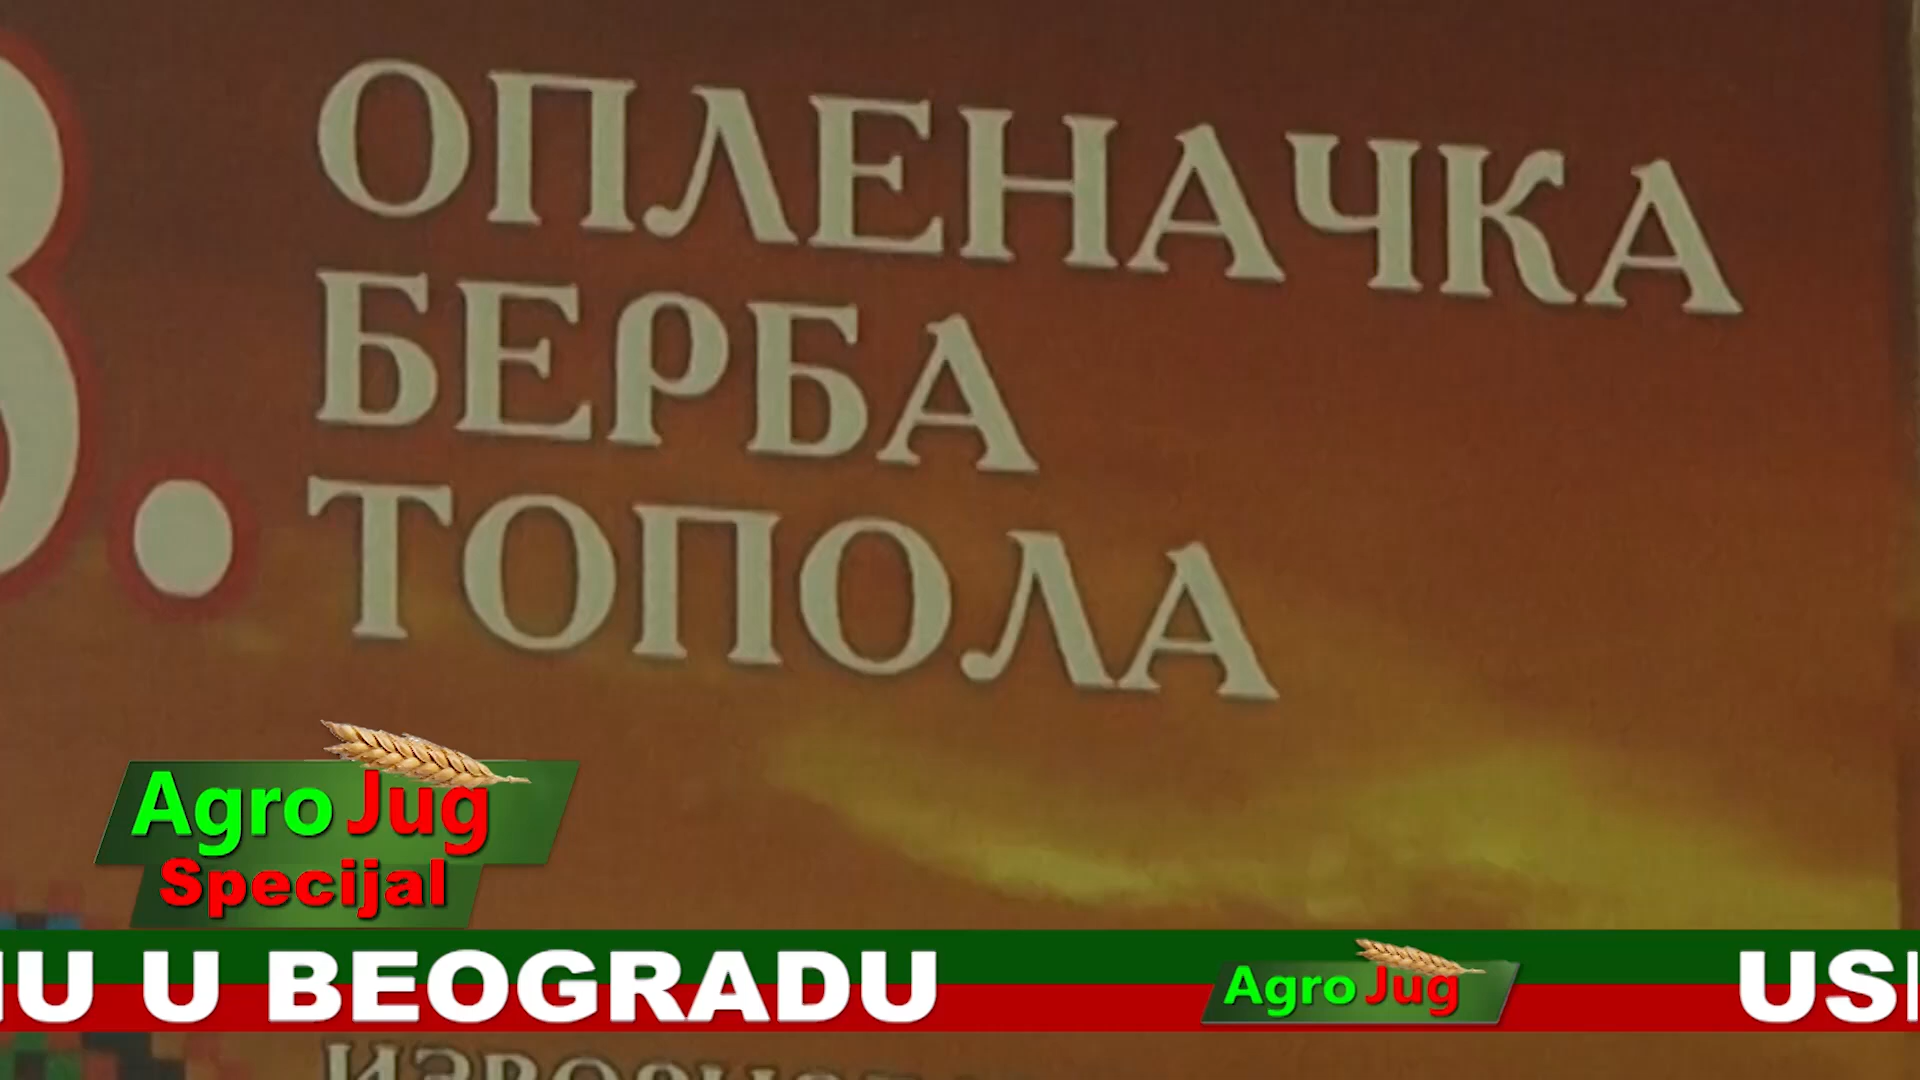 ОПЛЕНАЧКА
БЕРБА
ТОПОЛА
Agro Jug
Specijal
U BEOGRADU
Agro Jug